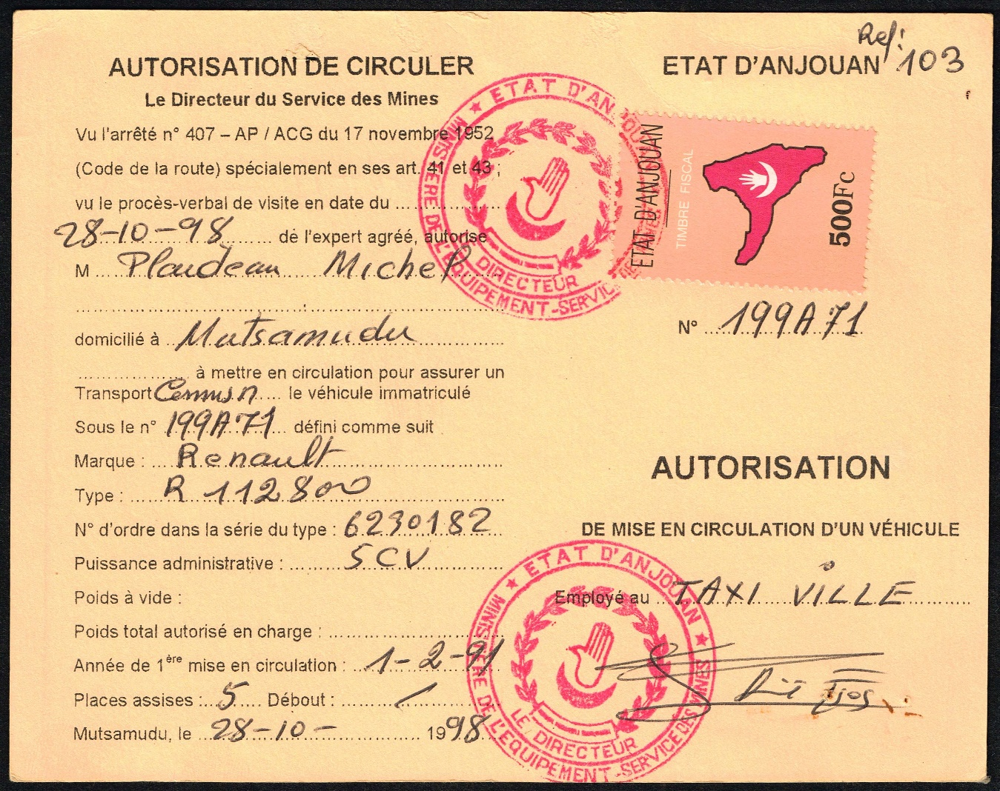 Ref: 103
AUTORISATION DE CIRCULER
Le Directeur du Service des Mines
Vu l'arrêté n° 407 – AP / ACG du 17 novembre 1952
(Code de la route) spécialement en ses art. 41 et 43 ;
vu le procès-verbal de visite en date du ..................
28-10-98 ....... de l'expert agréé, autorise
M ... Plaudeau Michel
domicilié à ... Mutsamudu
................... à mettre en circulation pour assurer un
Transport Commun .... le véhicule immatriculé
Sous le n° 199A71 ... défini comme suit
Marque : ... Renault
Type : ... R 112800
N° d'ordre dans la série du type : 6230182
Puissance administrative : ...... 5 CV
Poids à vide :
Poids total autorisé en charge : ..............................
Année de 1ère mise en circulation : .. 1-2-91
Places assises : .. 5 .... Débout : ...... /
Mutsamudu, le .. 28-10- ............ 1998
ETAT D'ANJOUAN
ETAT D'ANJOUAN
TIMBRE FISCAL
500Fc
N° ... 199A71
AUTORISATION
DE MISE EN CIRCULATION D'UN VÉHICULE
Employé au ... TAXI VILLE
★ ETAT D'ANJOUAN
MINISTERE DE L'EQUIPEMENT-SERVICE DES MINES
LE DIRECTEUR
★ ETAT D'ANJOUAN ★
MINISTERE DE L'EQUIPEMENT-SERVICE DES MINES
LE DIRECTEUR